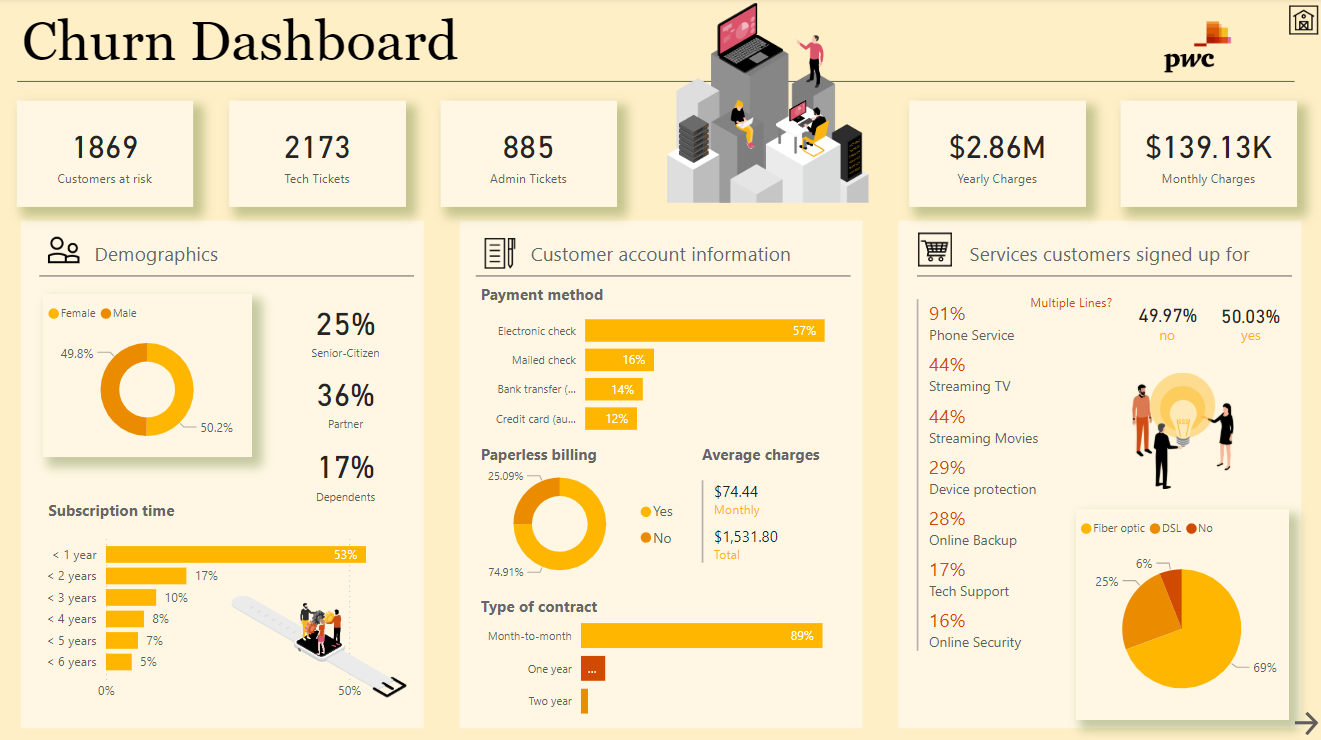 Churn Dashboard
pwc
1869
Customers at risk
2173
Tech Tickets
885
Admin Tickets
$2.86M
Yearly Charges
$139.13K
Monthly Charges
Demographics
Female Male
49.8%
50.2%
25%
Senior-Citizen
36%
Partner
17%
Dependents
Subscription time
< 1 year 53%
< 2 years 17%
< 3 years 10%
< 4 years 8%
< 5 years 7%
< 6 years 5%
0% 50%
Customer account information
Payment method
Electronic check 57%
Mailed check 16%
Bank transfer (... 14%
Credit card (au... 12%
Paperless billing
25.09%
74.91%
Yes
No
Average charges
$74.44
Monthly
$1,531.80
Total
Type of contract
Month-to-month 89%
One year ...
Two year
Services customers signed up for
91%
Phone Service
44%
Streaming TV
44%
Streaming Movies
29%
Device protection
28%
Online Backup
17%
Tech Support
16%
Online Security
Multiple Lines?
49.97% 50.03%
no yes
Fiber optic DSL No
6%
25%
69%